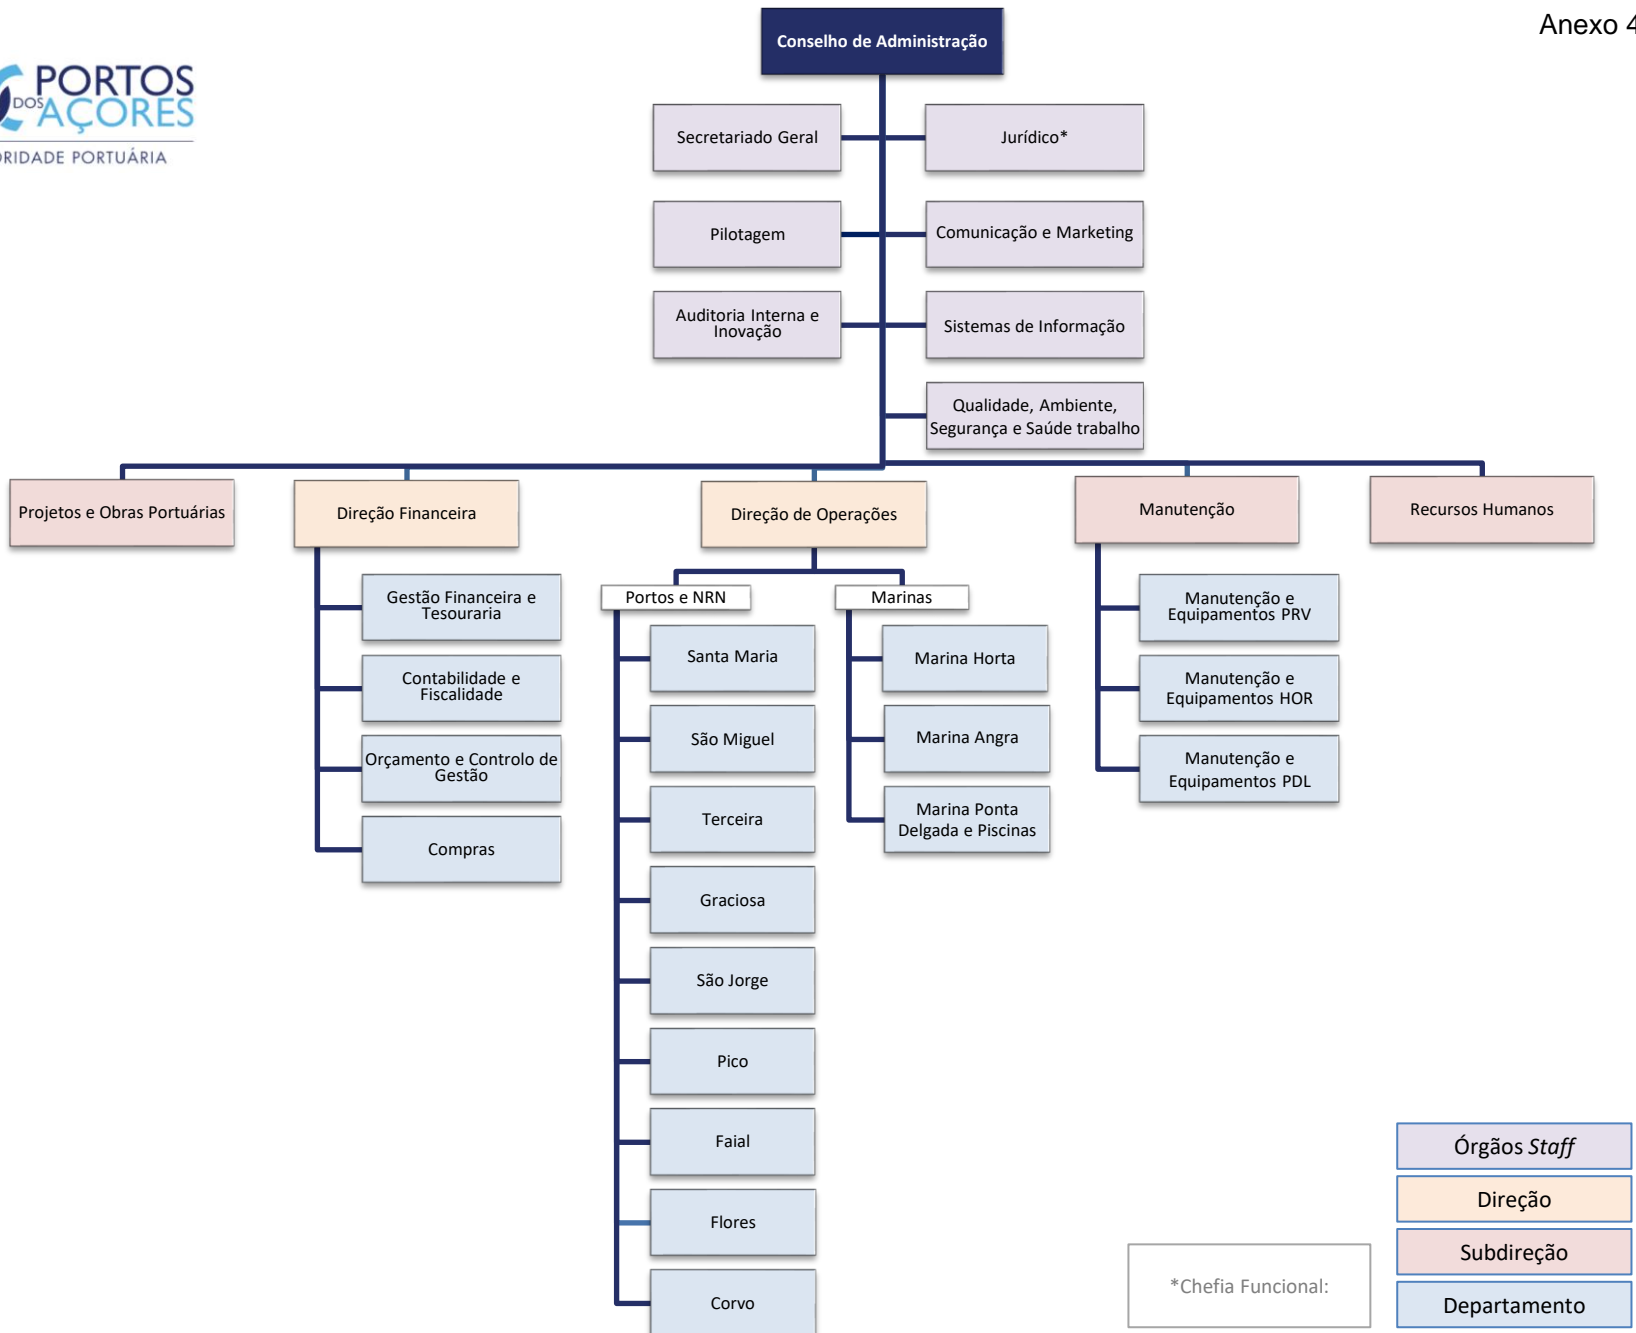 Anexo 4
PORTOS
DOS AÇORES
RIDADE PORTUÁRIA
Conselho de Administração
Secretariado Geral
Jurídico*
Pilotagem
Comunicação e Marketing
Auditoria Interna e
Inovação
Sistemas de Informação
Qualidade, Ambiente,
Segurança e Saúde trabalho
Projetos e Obras Portuárias
Direção Financeira
Direção de Operações
Manutenção
Recursos Humanos
Gestão Financeira e
Tesouraria
Contabilidade e
Fiscalidade
Orçamento e Controlo de
Gestão
Compras
Portos e NRN
Santa Maria
São Miguel
Terceira
Graciosa
São Jorge
Pico
Faial
Flores
Corvo
Marinas
Marina Horta
Marina Angra
Marina Ponta
Delgada e Piscinas
Manutenção e
Equipamentos PRV
Manutenção e
Equipamentos HOR
Manutenção e
Equipamentos PDL
*Chefia Funcional:
Órgãos Staff
Direção
Subdireção
Departamento